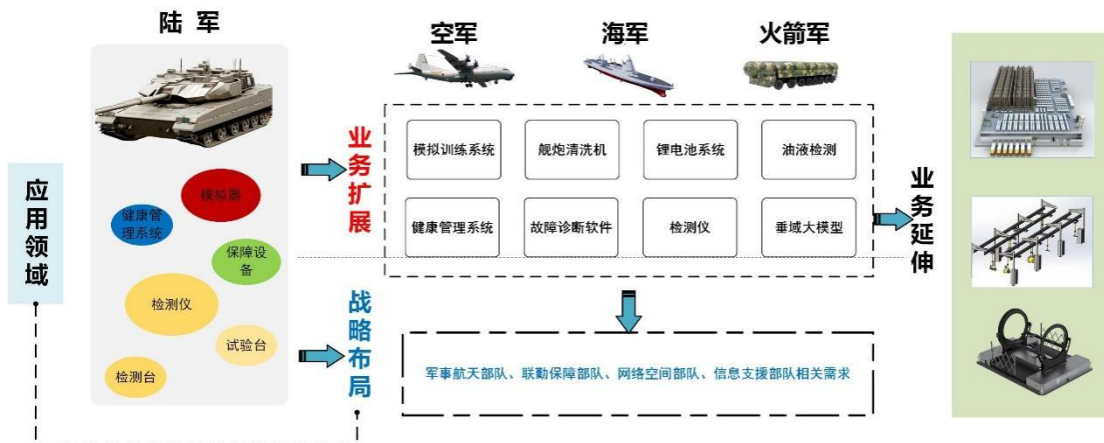 陆 军
空军
海军
火箭军
应用领域
模拟器
健康管
理系统
保障设
备
检测仪
试验台
检测台
业务扩展
模拟训练系统
舰炮清洗机
锂电池系统
油液检测
健康管理系统
故障诊断软件
检测仪
垂域大模型
战略布局
军事航天部队、联勤保障部队、网络空间部队、信息支援部队相关需求
业务延伸